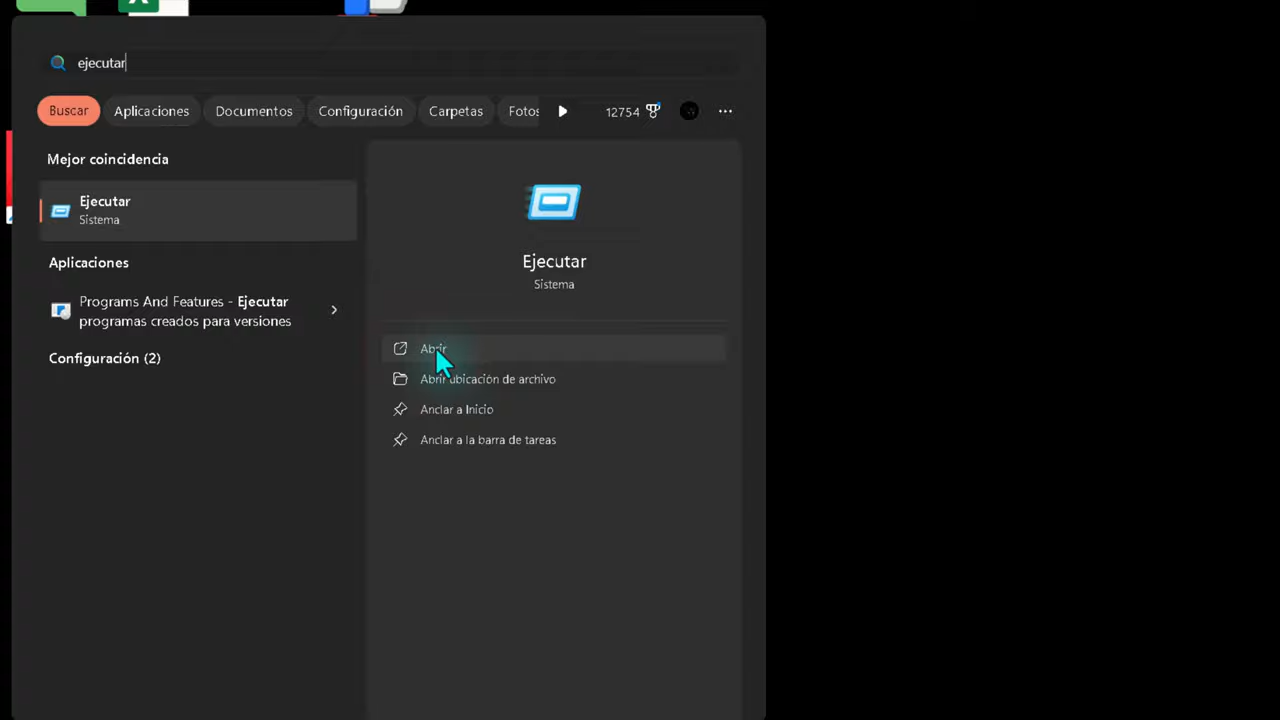 ejecutar
Buscar
Aplicaciones
Documentos
Configuración
Carpetas
Fotos
12754
Mejor coincidencia
Ejecutar
Sistema
Aplicaciones
Programs And Features - Ejecutar
programas creados para versiones
Configuración (2)
Ejecutar
Sistema
Abrir
Abrir ubicación de archivo
Anclar a Inicio
Anclar a la barra de tareas